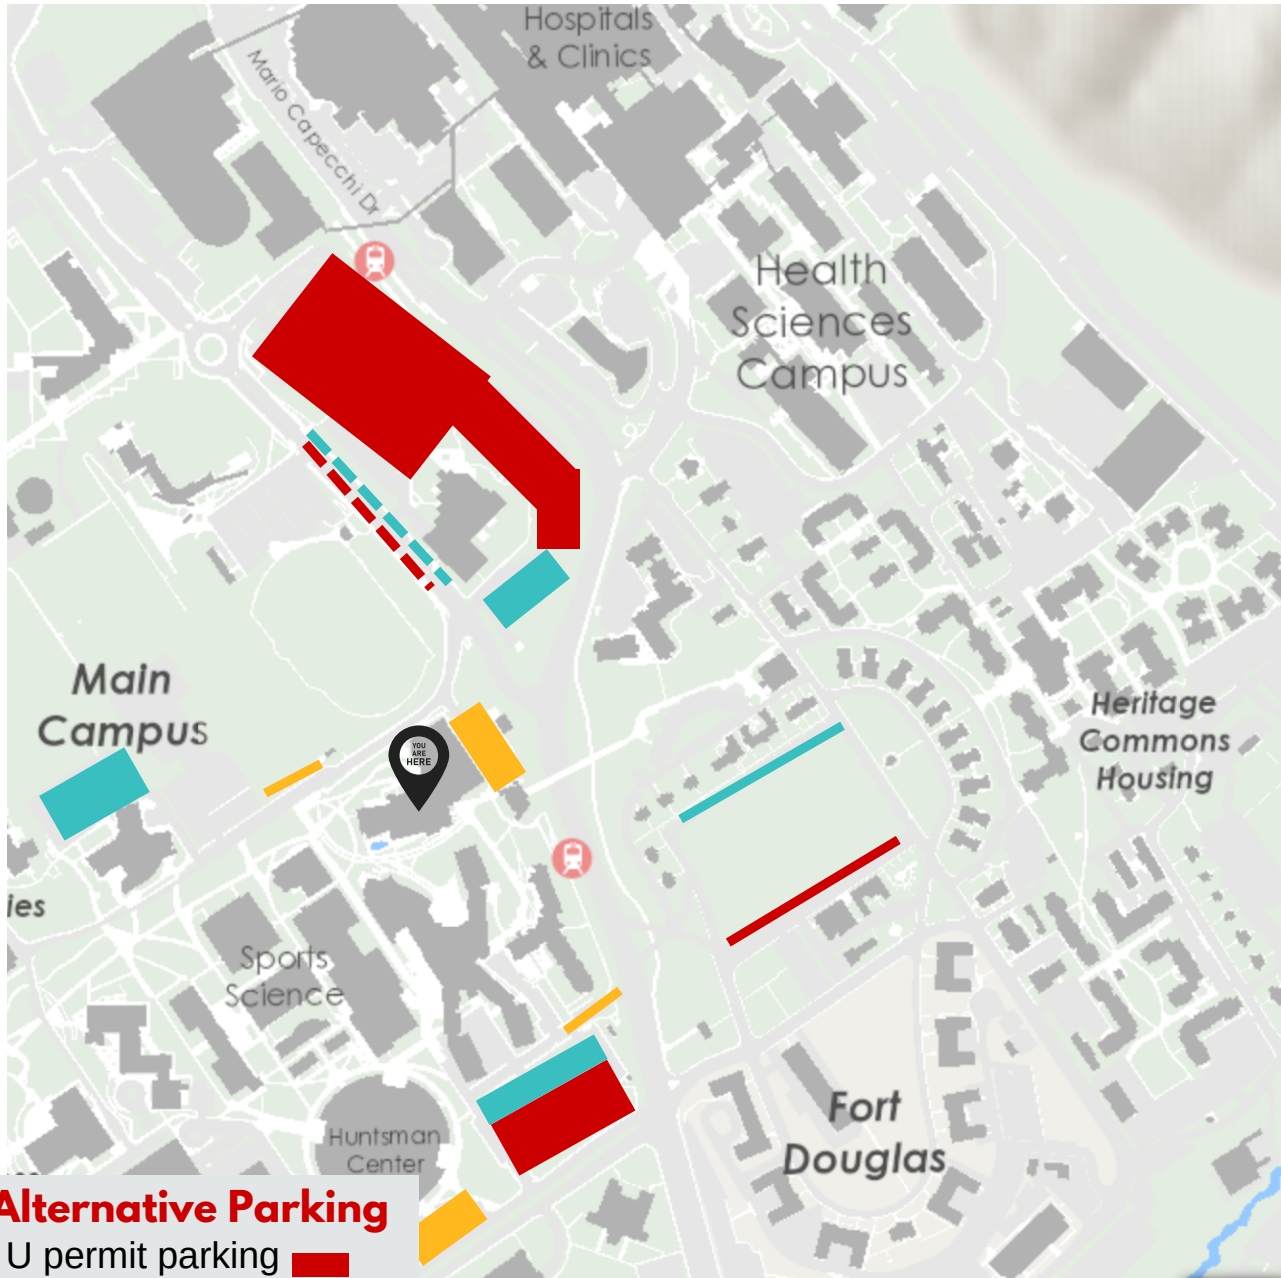 Hospitals
& Clinics
Mario Capecchi Dr
Health
Sciences
Campus
Main
Campus
YOU
ARE
HERE
Heritage
Commons
Housing
ies
Sports
Science
Fort
Douglas
Huntsman
Center
Alternative Parking
U permit parking